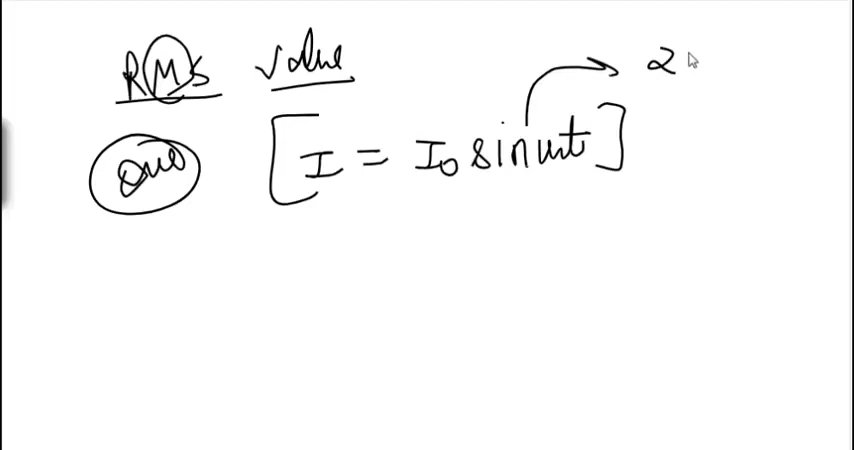 RMS value
2
Que [I = I₀ sinωt]